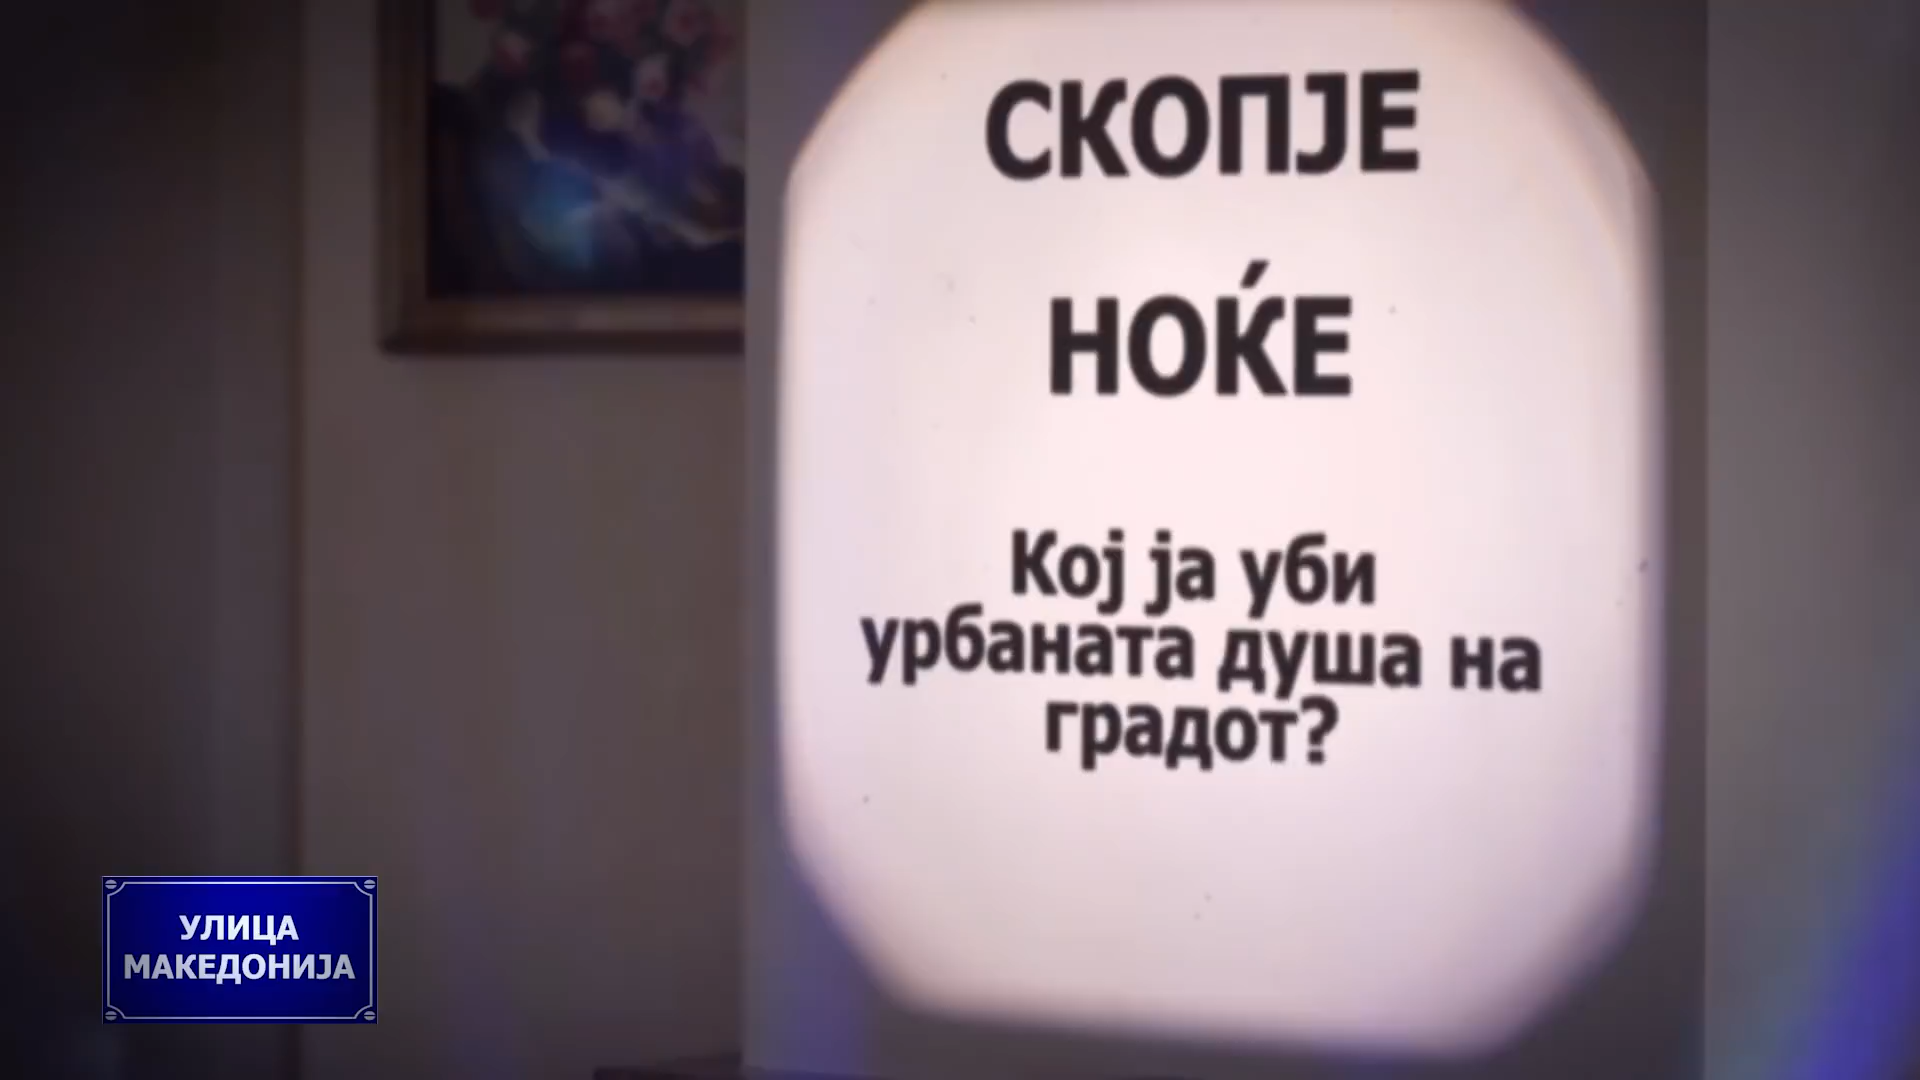 СКОПЈЕ
НОЌЕ
Кој ја уби
урбаната душа на
градот?
УЛИЦА
МАКЕДОНИЈА